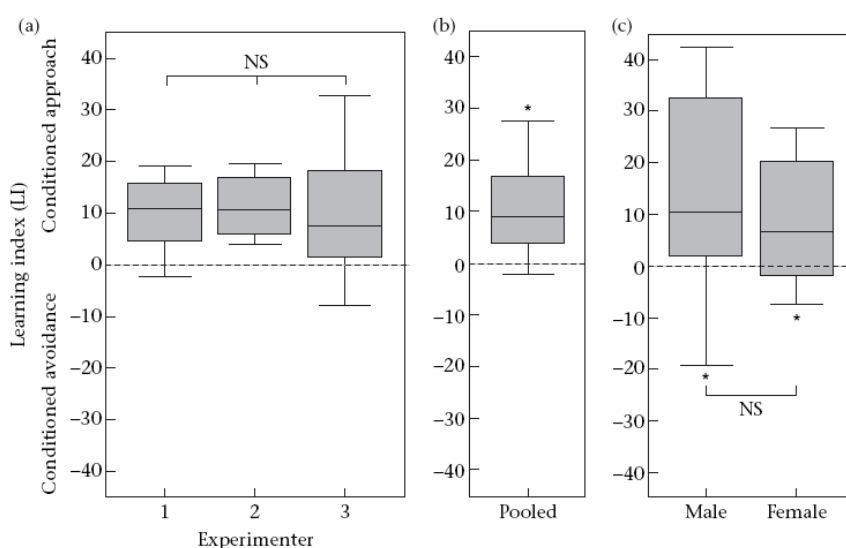 (a)
(b)
(c)
Learning index (LI)
Conditioned approach
Conditioned avoidance
40
30
20
10
0
−10
−20
−30
−40
NS
1 2 3
Experimenter
40
30
20
10
0
−10
−20
−30
−40
*
Pooled
40
30
20
10
0
−10
−20
−30
−40
*
*
NS
Male Female